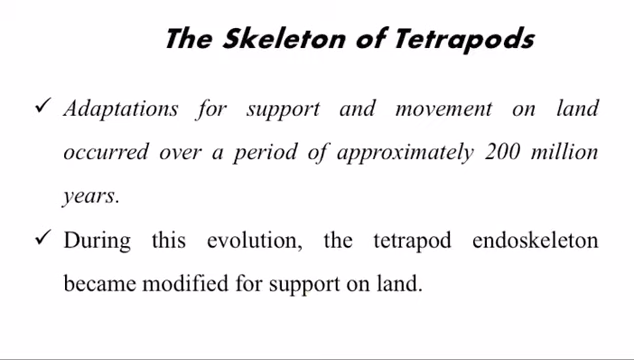 The Skeleton of Tetrapods
✓ Adaptations for support and movement on land
occurred over a period of approximately 200 million
years.
✓ During this evolution, the tetrapod endoskeleton
became modified for support on land.